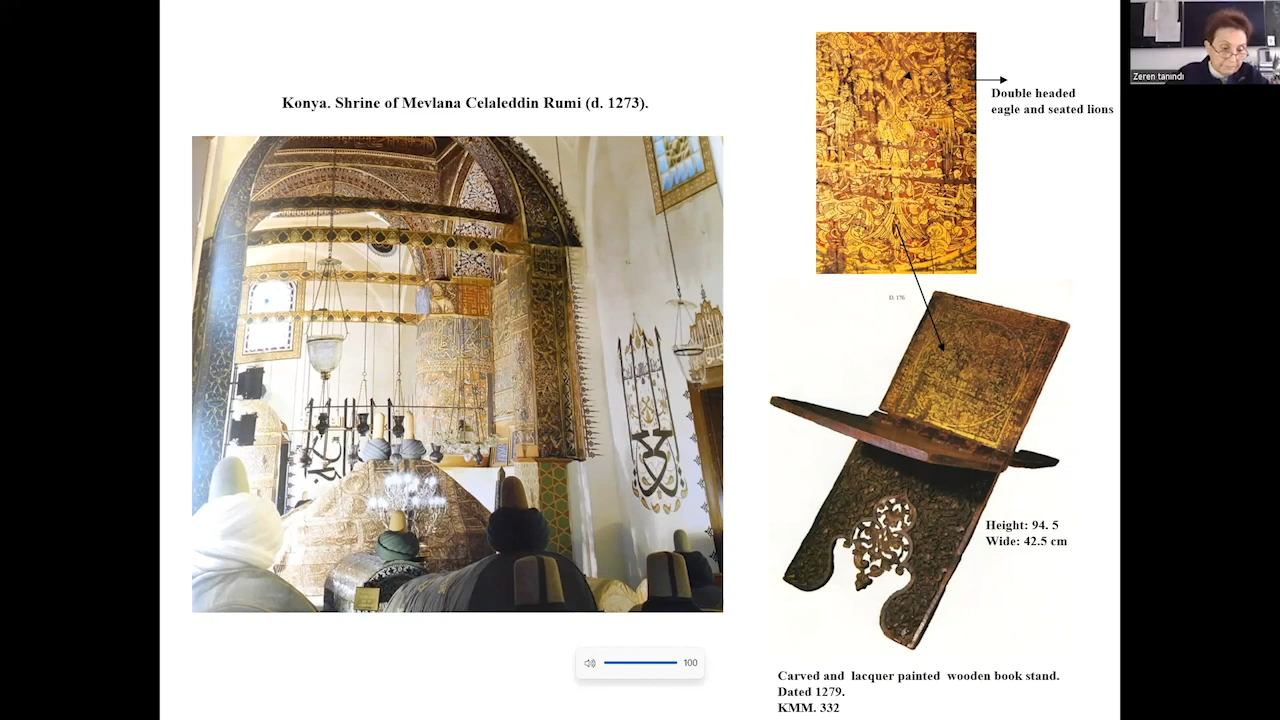 Konya. Shrine of Mevlana Celaleddin Rumi (d. 1273).
Double headed
eagle and seated lions
Zeren tanındı
D. 176
Height: 94. 5
Wide: 42.5 cm
100
Carved and lacquer painted wooden book stand.
Dated 1279.
KMM. 332